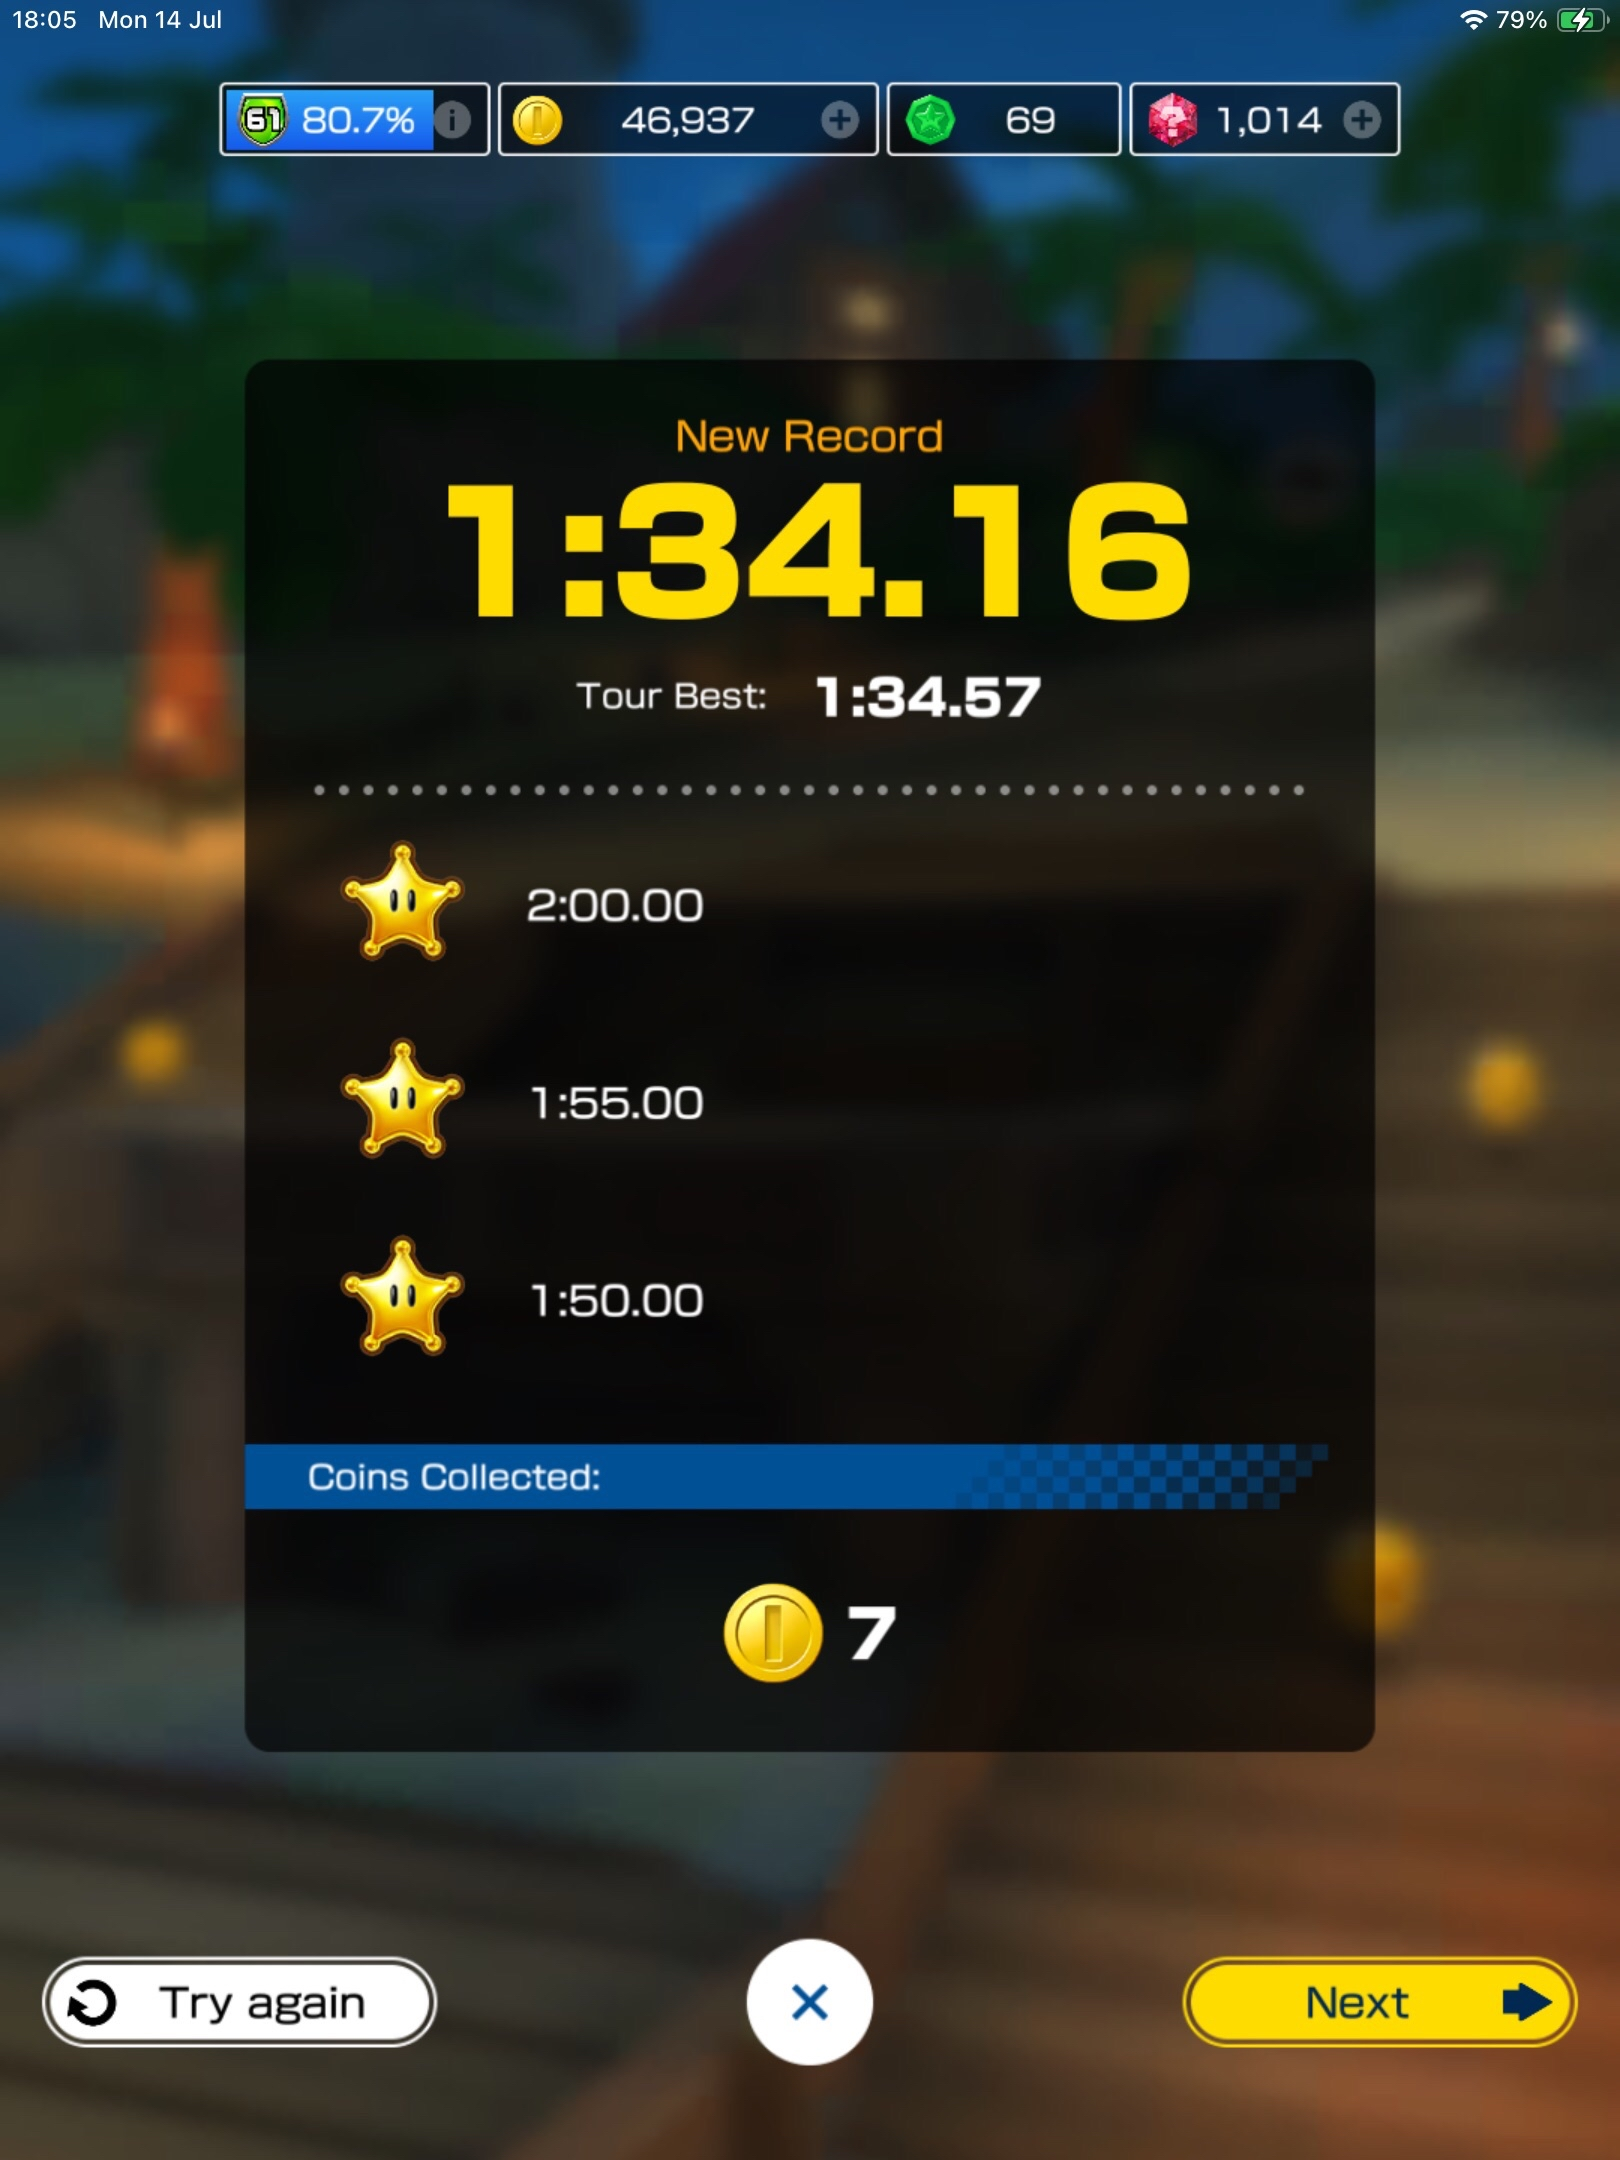 18:05 Mon 14 Jul 79%
61 80.7% i 46,937 + 69 ? 1,014 +
New Record
1:34.16
Tour Best: 1:34.57
2:00.00
1:55.00
1:50.00
Coins Collected:
7
Try again × Next